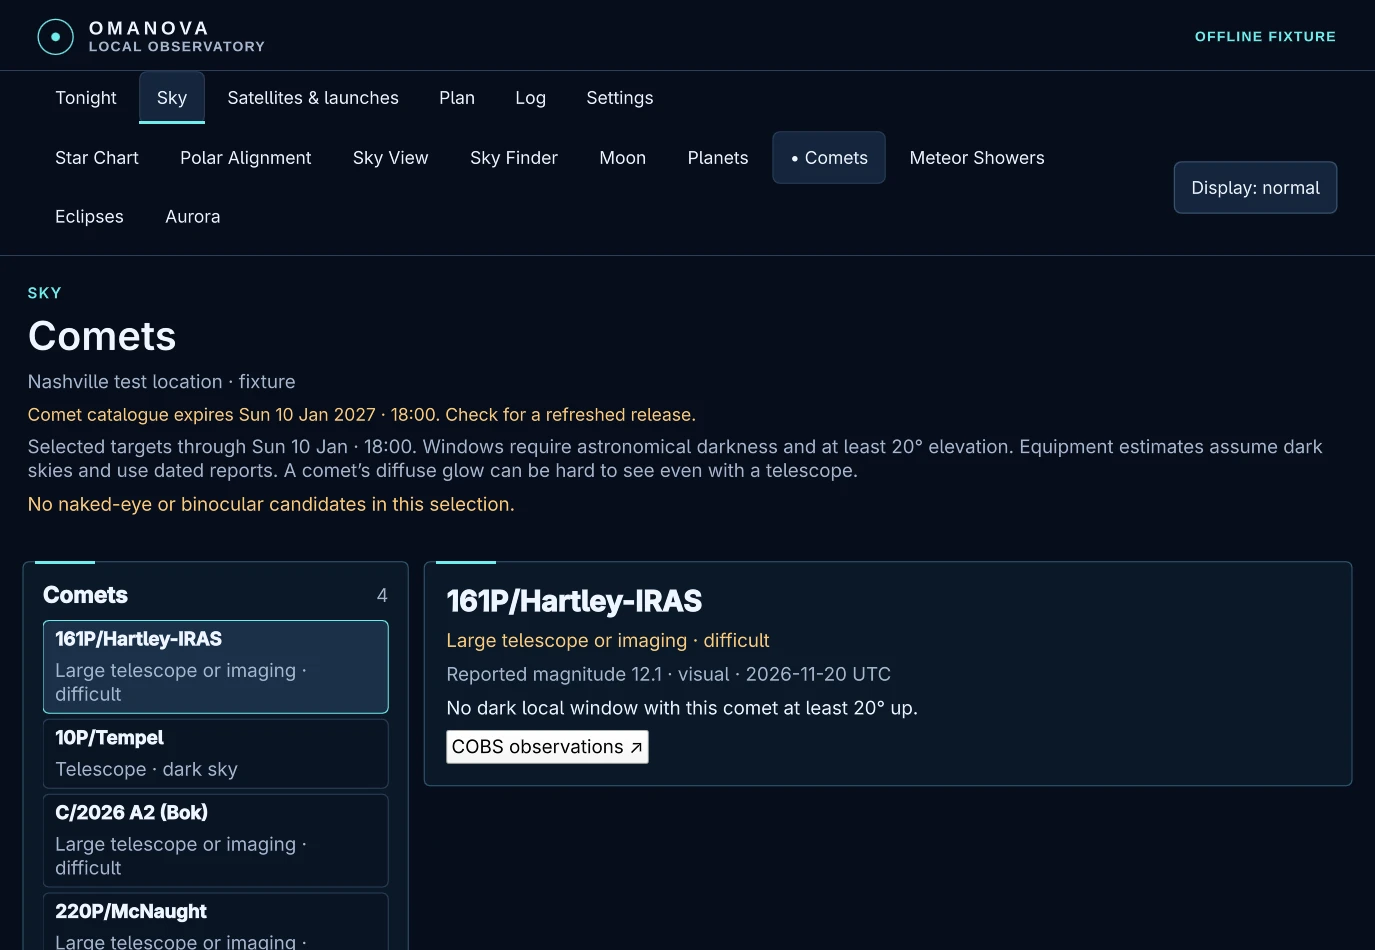 OMANOVA
LOCAL OBSERVATORY
OFFLINE FIXTURE
Tonight
Sky
Satellites & launches
Plan
Log
Settings
Star Chart
Polar Alignment
Sky View
Sky Finder
Moon
Planets
• Comets
Meteor Showers
Eclipses
Aurora
Display: normal
SKY
Comets
Nashville test location · fixture
Comet catalogue expires Sun 10 Jan 2027 · 18:00. Check for a refreshed release.
Selected targets through Sun 10 Jan · 18:00. Windows require astronomical darkness and at least 20° elevation. Equipment estimates assume dark
skies and use dated reports. A comet’s diffuse glow can be hard to see even with a telescope.
No naked-eye or binocular candidates in this selection.
Comets
4
161P/Hartley-IRAS
Large telescope or imaging ·
difficult
10P/Tempel
Telescope · dark sky
C/2026 A2 (Bok)
Large telescope or imaging ·
difficult
220P/McNaught
Large telescope or imaging ·
161P/Hartley-IRAS
Large telescope or imaging · difficult
Reported magnitude 12.1 · visual · 2026-11-20 UTC
No dark local window with this comet at least 20° up.
COBS observations ↗